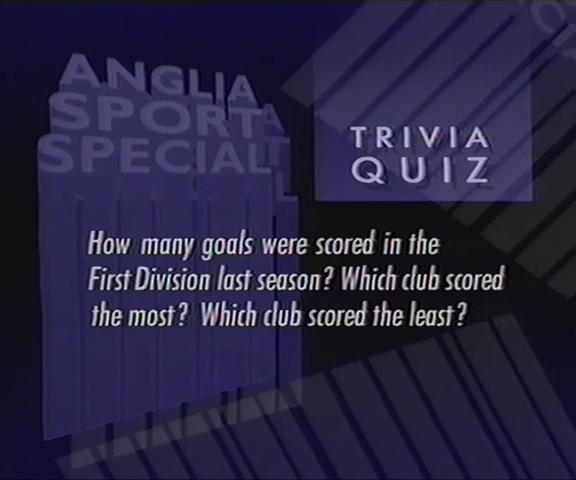 ANGLIA
SPORT
SPECIAL
TRIVIA
QUIZ
How many goals were scored in the
First Division last season? Which club scored
the most? Which club scored the least?